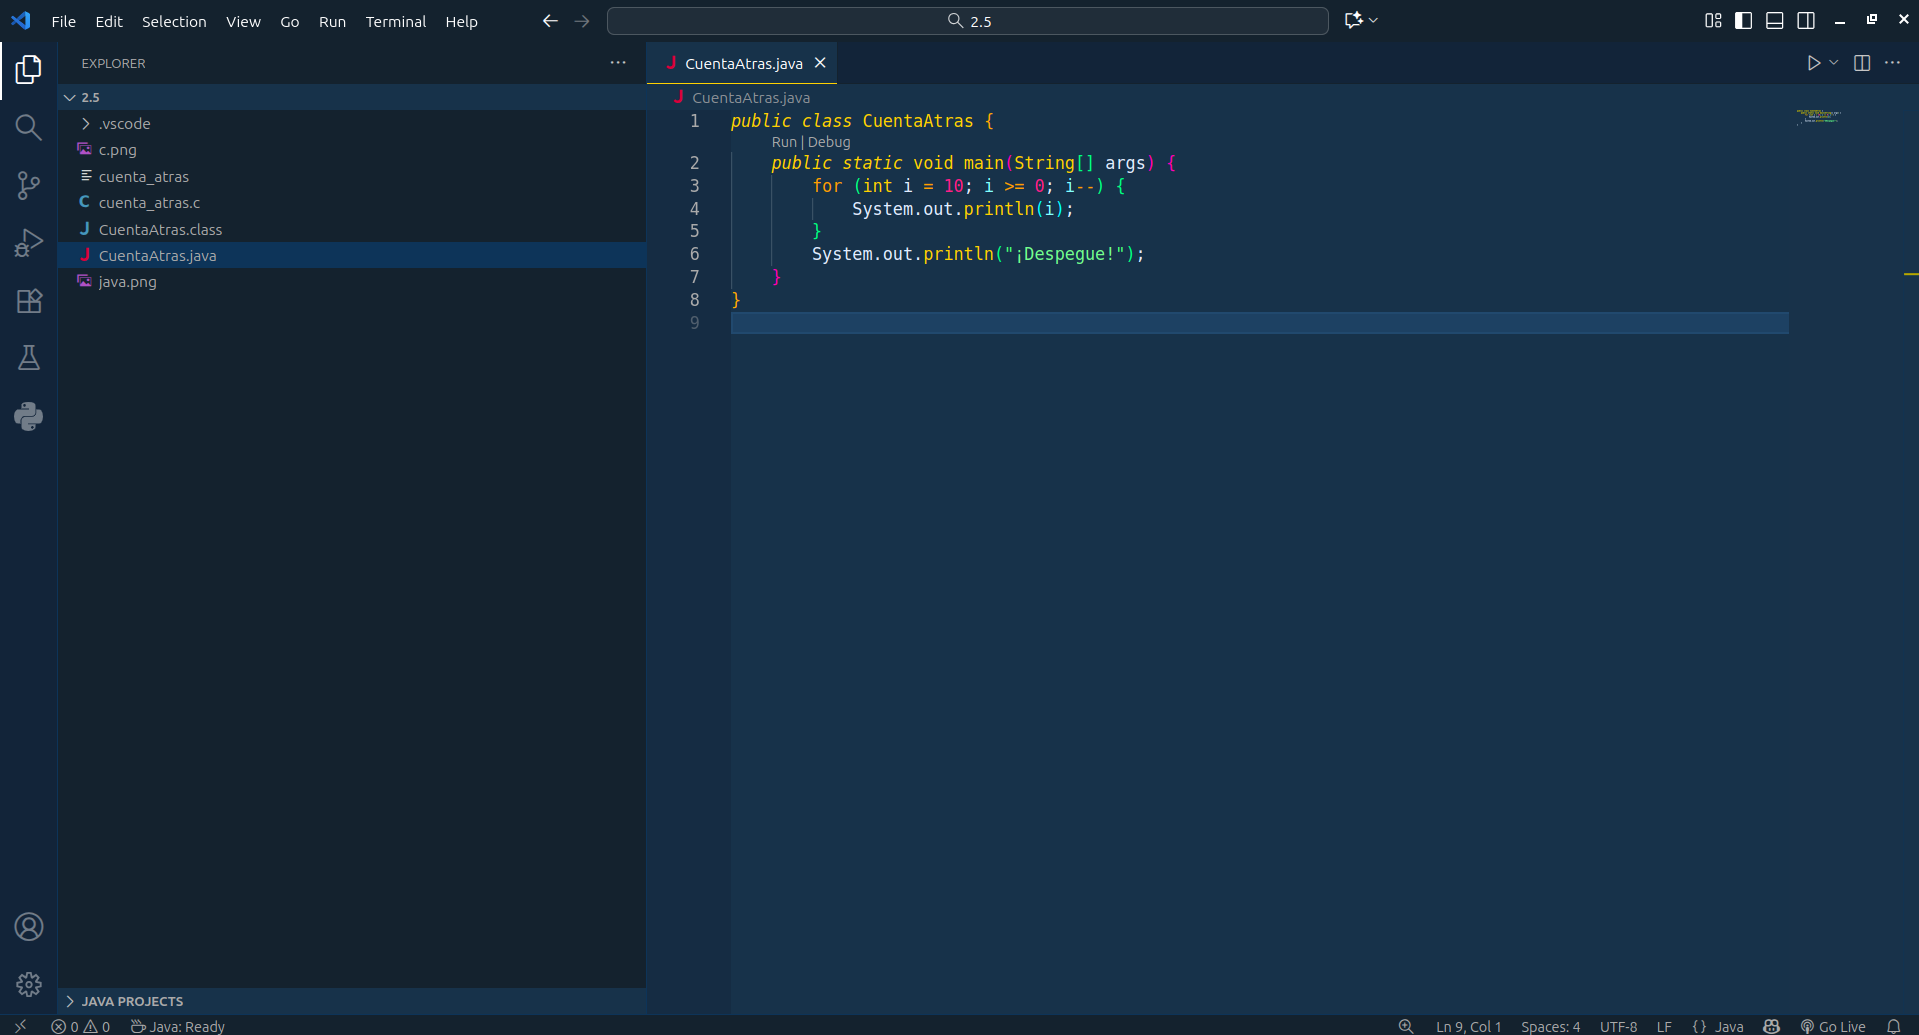 File Edit Selection View Go Run Terminal Help
2.5
EXPLORER
2.5
.vscode
c.png
cuenta_atras
C cuenta_atras.c
J CuentaAtras.class
J CuentaAtras.java
java.png
JAVA PROJECTS
J CuentaAtras.java
J CuentaAtras.java
1 public class CuentaAtras {
Run | Debug
2 public static void main(String[] args) {
3 for (int i = 10; i >= 0; i--) {
4 System.out.println(i);
5 }
6 System.out.println("¡Despegue!");
7 }
8 }
9
0 0 Java: Ready
Ln 9, Col 1 Spaces: 4 UTF-8 LF {} Java Go Live